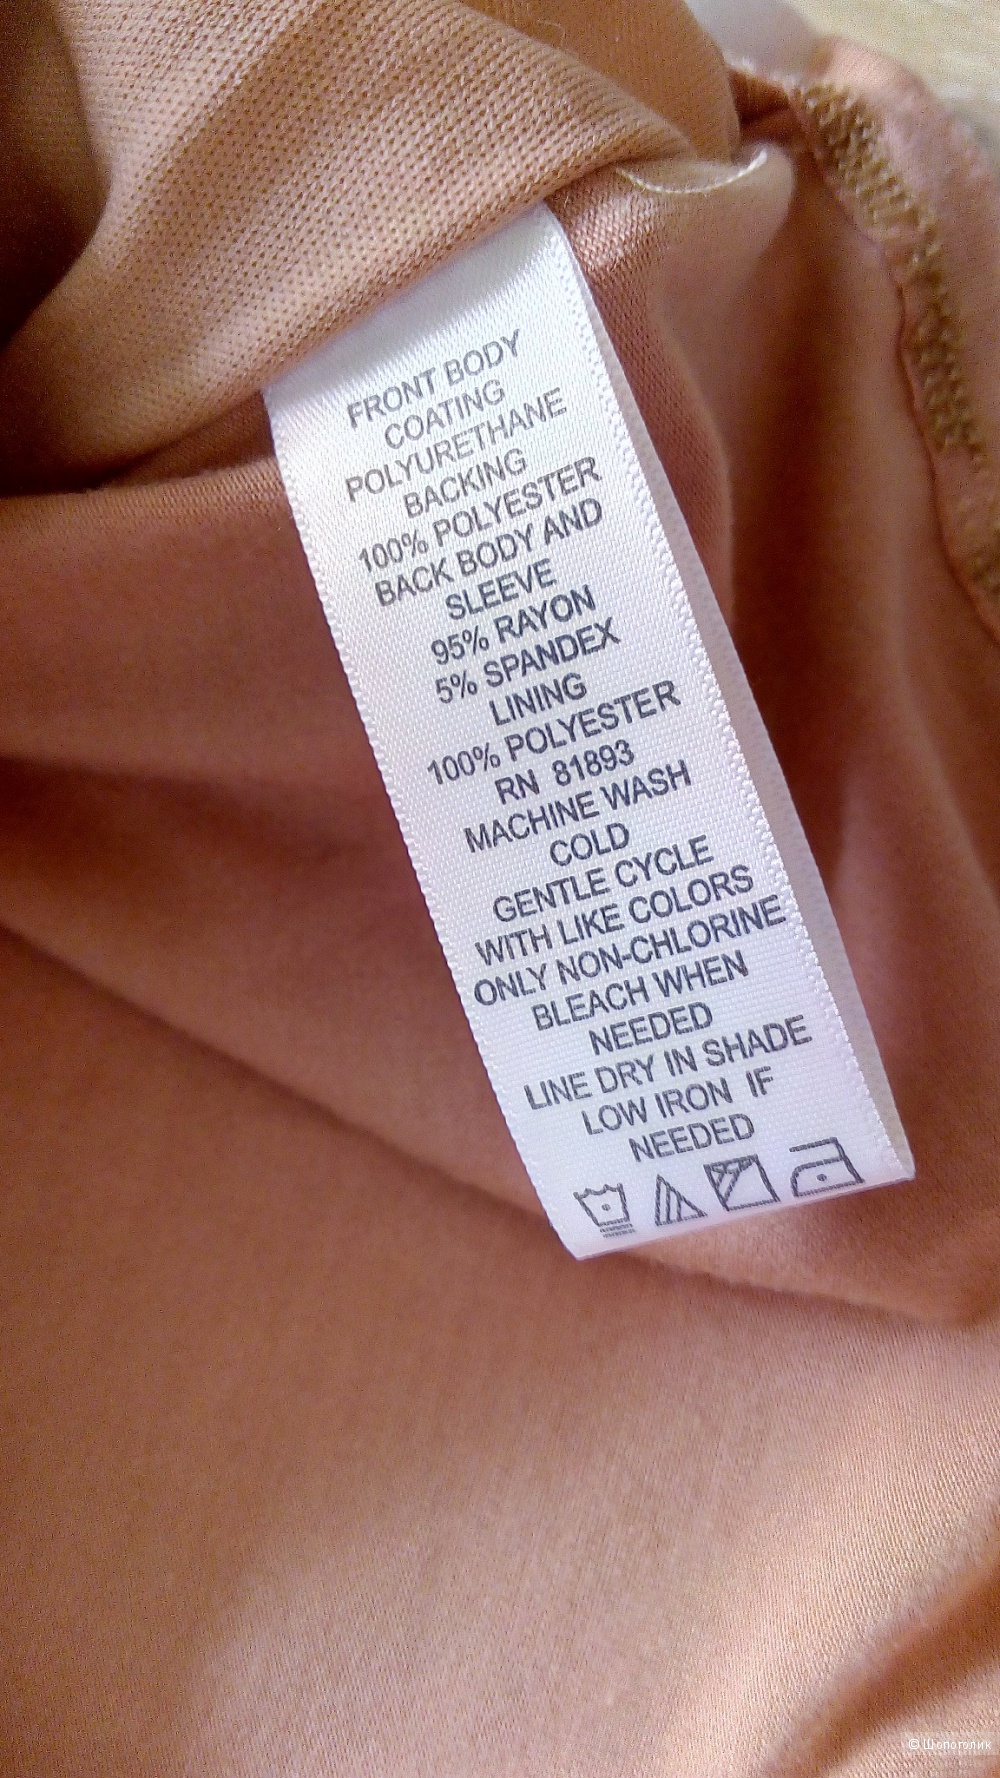 FRONT BODY
COATING
POLYURETHANE
BACKING
100% POLYESTER
BACK BODY AND
SLEEVE
95% RAYON
5% SPANDEX
LINING
100% POLYESTER
RN 81893
MACHINE WASH
COLD
GENTLE CYCLE
WITH LIKE COLORS
ONLY NON-CHLORINE
BLEACH WHEN
NEEDED
LINE DRY IN SHADE
LOW IRON IF
NEEDED
© Шопоголик